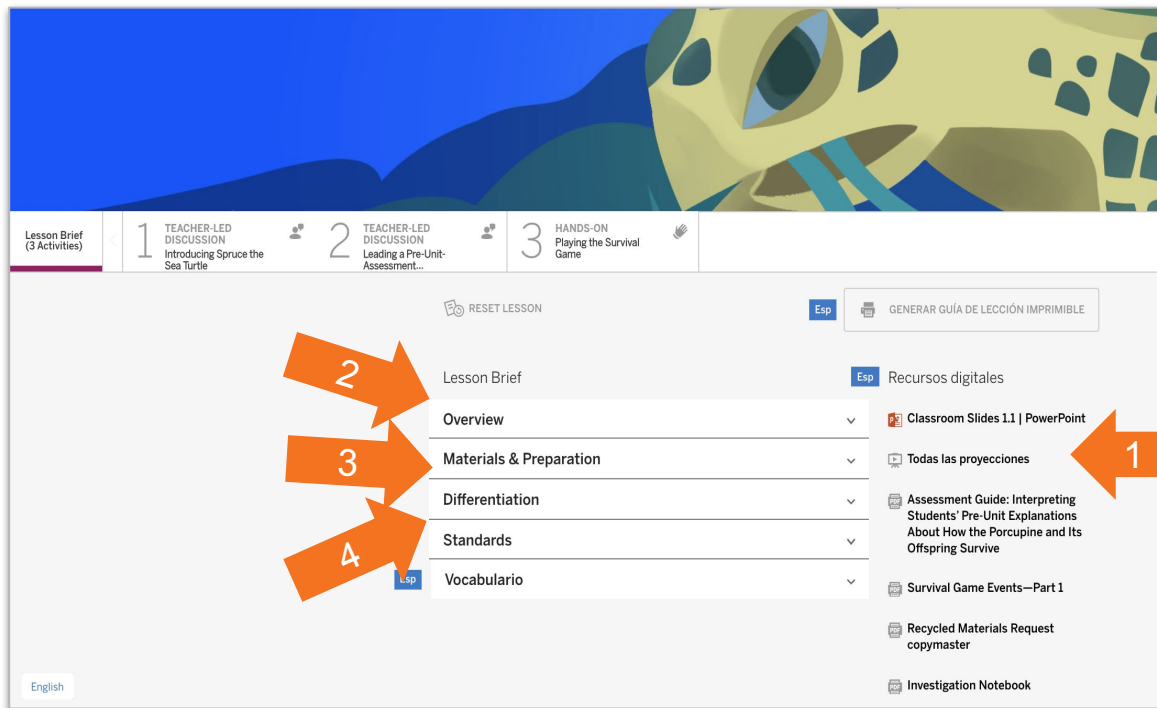 Lesson Brief
(3 Activities)
1
TEACHER-LED
DISCUSSION
Introducing Spruce the
Sea Turtle
2
TEACHER-LED
DISCUSSION
Leading a Pre-Unit-
Assessment...
3
HANDS-ON
Playing the Survival
Game
RESET LESSON
Esp
GENERAR GUÍA DE LECCIÓN IMPRIMIBLE
2
Lesson Brief
Overview
3
Materials & Preparation
Differentiation
4
Standards
Esp
Vocabulario
Esp
Recursos digitales
Classroom Slides 1.1 | PowerPoint
Todas las proyecciones
1
Assessment Guide: Interpreting
Students' Pre-Unit Explanations
About How the Porcupine and Its
Offspring Survive
PDF
Survival Game Events—Part 1
PDF
Recycled Materials Request
copymaster
PDF
Investigation Notebook
PDF
English